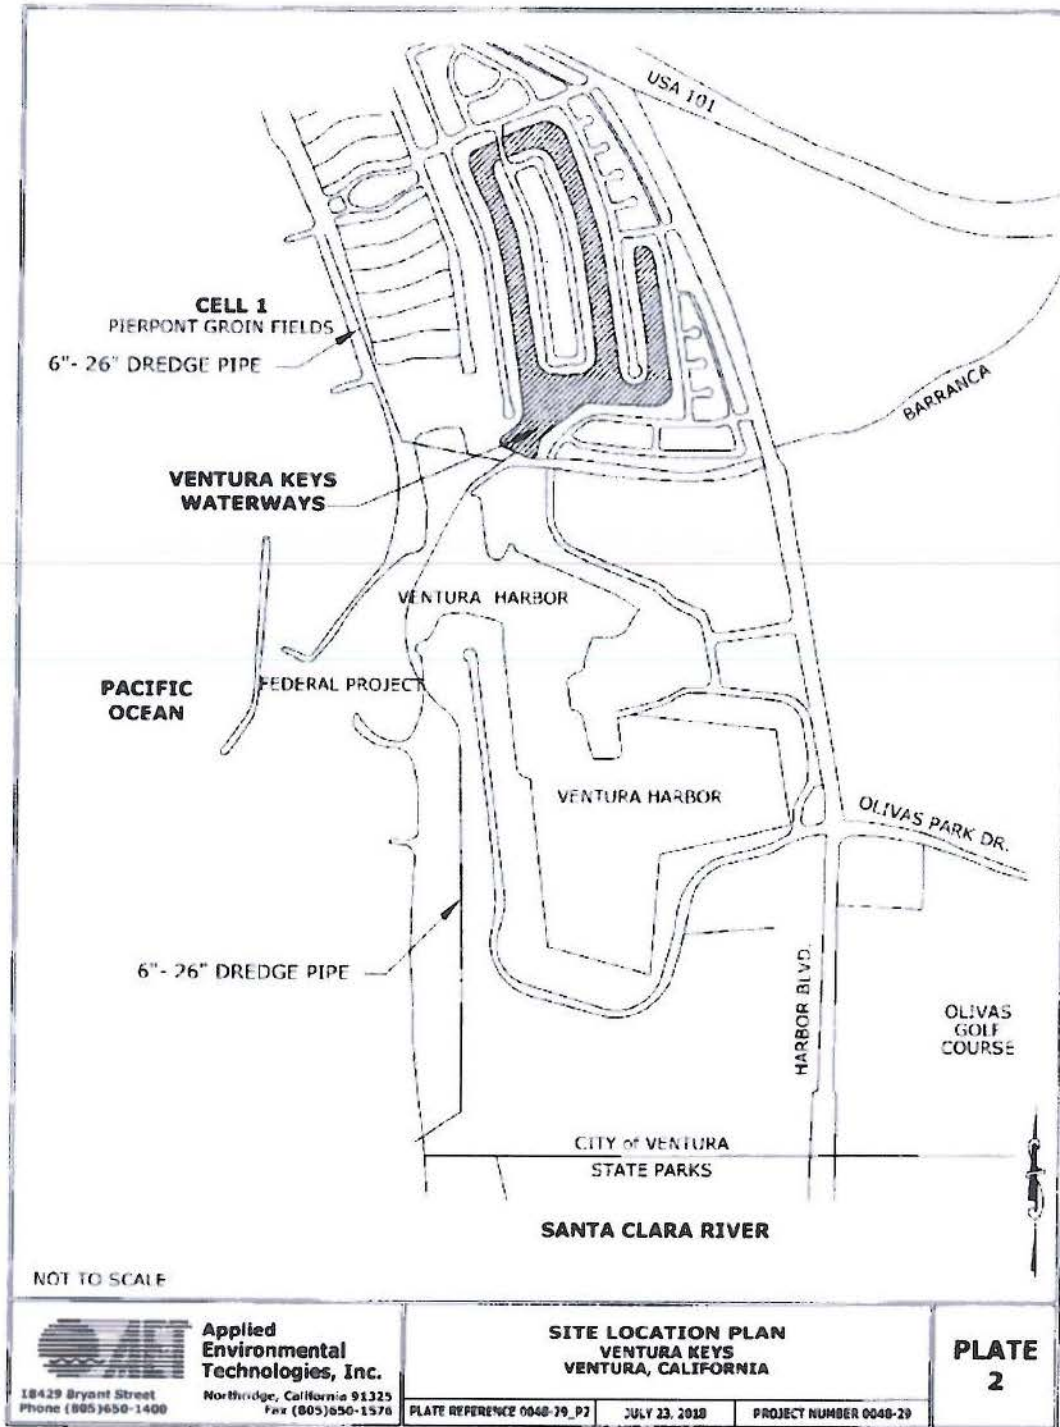 USA 101
CELL 1
PIERPONT GROIN FIELDS
6"- 26" DREDGE PIPE
BARRANCA
VENTURA KEYS
WATERWAYS
VENTURA HARBOR
PACIFIC
OCEAN
FEDERAL PROJECT
VENTURA HARBOR
OLIVAS PARK DR.
6"- 26" DREDGE PIPE
HARBOR BLVD.
OLIVAS
GOLF
COURSE
CITY of VENTURA
STATE PARKS
SANTA CLARA RIVER
NOT TO SCALE
AET
Applied
Environmental
Technologies, Inc.
18429 Bryant Street
Northridge, California 91325
Phone (805)650-1400
Fax (805)650-1576
SITE LOCATION PLAN
VENTURA KEYS
VENTURA, CALIFORNIA
PLATE REFERENCE 0048-29_P2
JULY 23, 2018
PROJECT NUMBER 0048-29
PLATE
2